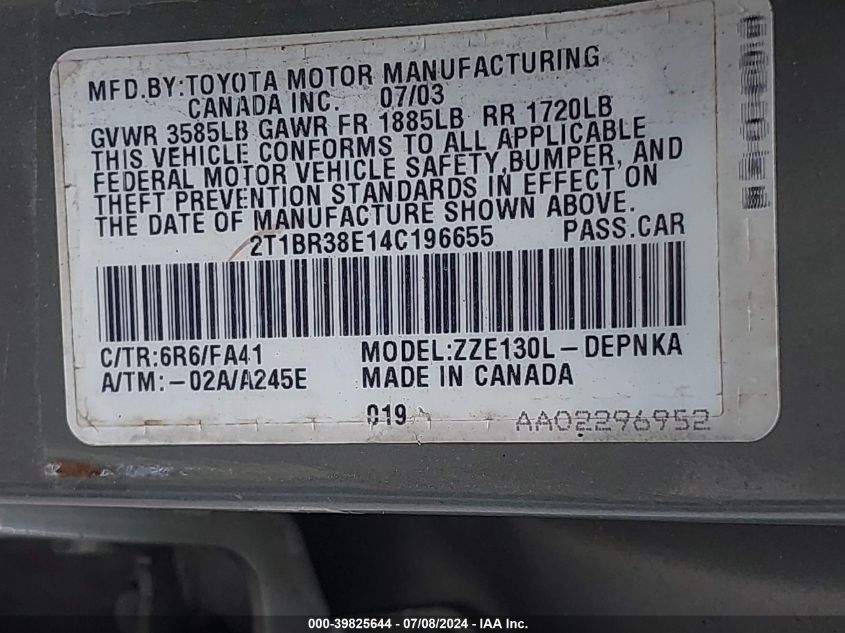 MFD.BY:TOYOTA MOTOR MANUFACTURING
CANADA INC. 07/03
GVWR 3585LB GAWR FR 1885LB RR 1720LB
THIS VEHICLE CONFORMS TO ALL APPLICABLE
FEDERAL MOTOR VEHICLE SAFETY,BUMPER, AND
THEFT PREVENTION STANDARDS IN EFFECT ON
THE DATE OF MANUFACTURE SHOWN ABOVE.
2T1BR38E14C196655 PASS.CAR
C/TR:6R6/FA41 MODEL:ZZE130L-DEPNKA
A/TM:-02A/A245E MADE IN CANADA
019 AA02296952
000-39825644 / 07/08/2024 - IAA Inc.